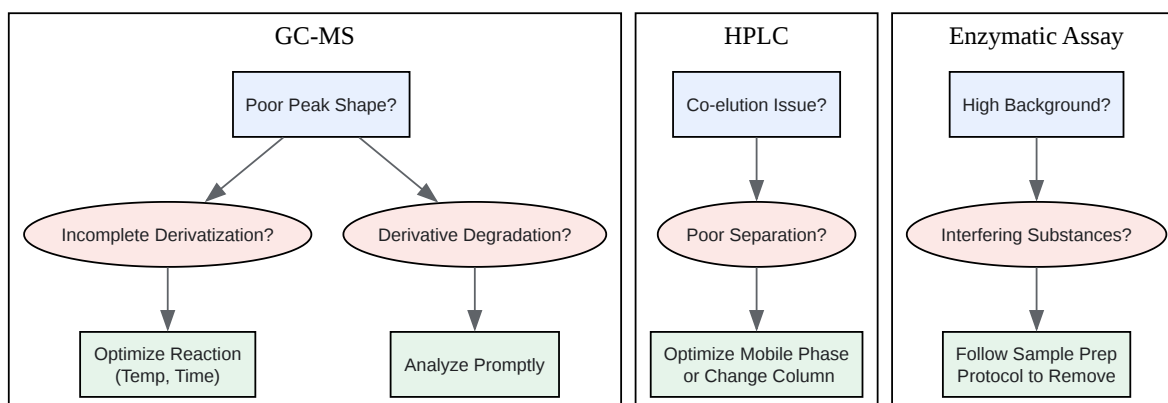 GC-MS
Poor Peak Shape?
Incomplete Derivatization?
Derivative Degradation?
Optimize Reaction
(Temp, Time)
Analyze Promptly
HPLC
Co-elution Issue?
Poor Separation?
Optimize Mobile Phase
or Change Column
Enzymatic Assay
High Background?
Interfering Substances?
Follow Sample Prep
Protocol to Remove